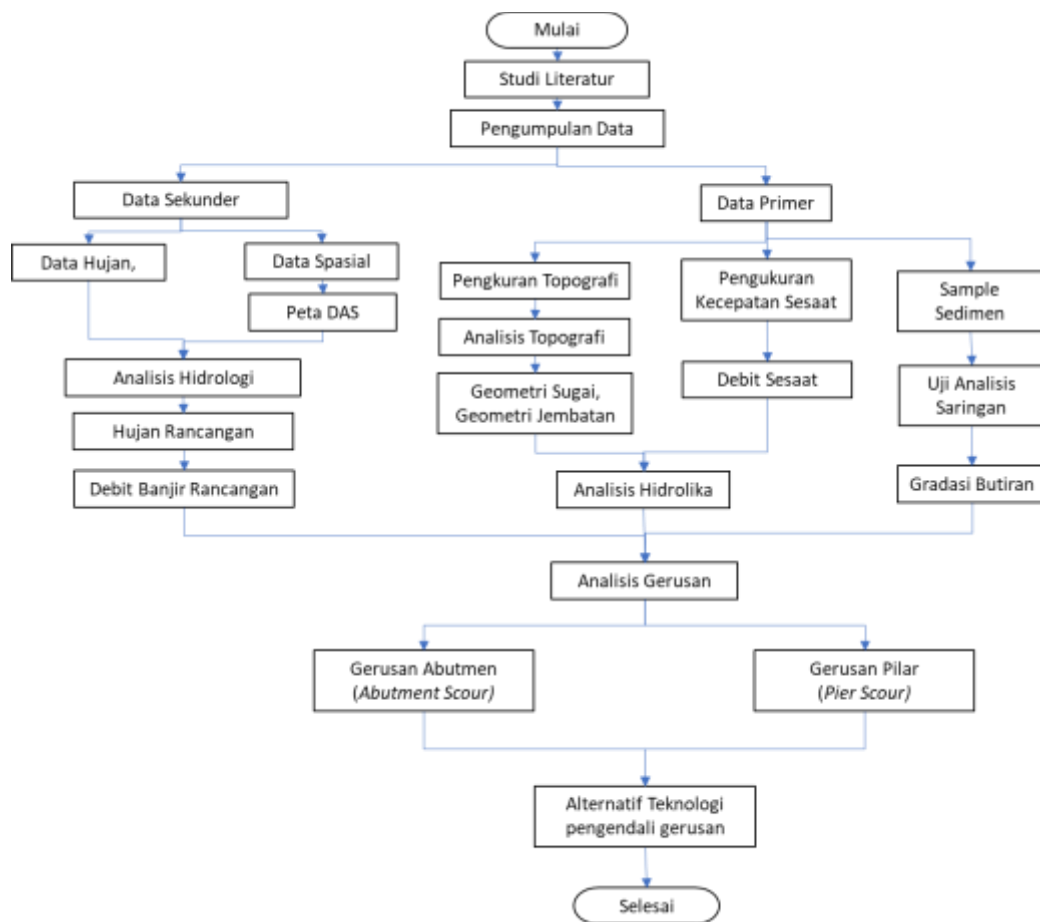 Mulai
Studi Literatur
Pengumpulan Data
Data Sekunder
Data Primer
Data Hujan,
Data Spasial
Pengkuran Topografi
Pengukuran
Kecepatan Sesaat
Sample
Sedimen
Peta DAS
Analisis Topografi
Analisis Hidrologi
Geometri Sugai,
Geometri Jembatan
Debit Sesaat
Uji Analisis
Saringan
Hujan Rancangan
Debit Banjir Rancangan
Analisis Hidrolika
Gradasi Butiran
Analisis Gerusan
Gerusan Abutmen
(Abutment Scour)
Gerusan Pilar
(Pier Scour)
Alternatif Teknologi
pengendali gerusan
Selesai